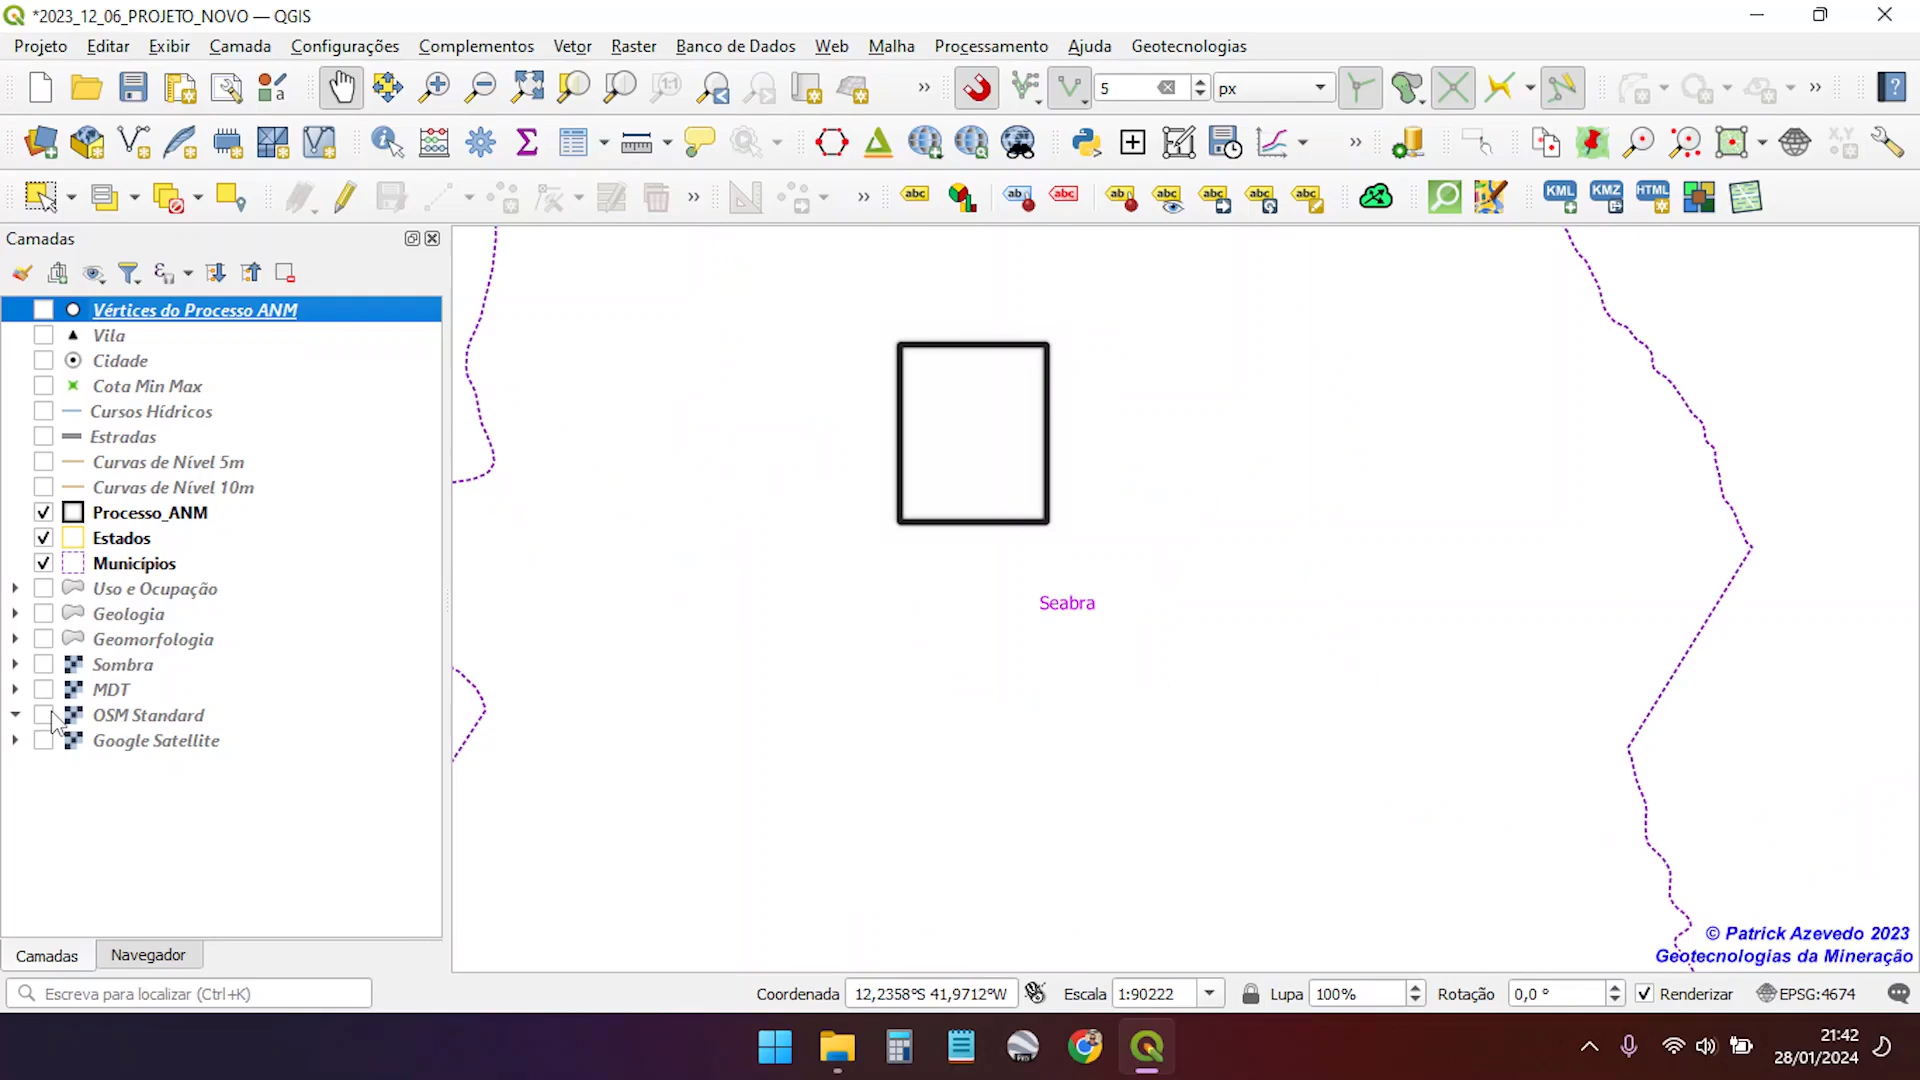 *2023_12_06_PROJETO_NOVO — QGIS
Projeto Editar Exibir Camada Configurações Complementos Vetor Raster Banco de Dados Web Malha Processamento Ajuda Geotecnologias
5 px
Camadas
Vértices do Processo ANM
Vila
Cidade
Cota Min Max
Cursos Hídricos
Estradas
Curvas de Nível 5m
Curvas de Nível 10m
Processo_ANM
Estados
Municípios
Uso e Ocupação
Geologia
Geomorfologia
Sombra
MDT
OSM Standard
Google Satellite
Seabra
© Patrick Azevedo 2023
Geotecnologias da Mineração
Camadas Navegador
Escreva para localizar (Ctrl+K)
Coordenada 12,2358°S 41,9712°W Escala 1:90222 Lupa 100% Rotação 0,0 ° Renderizar EPSG:4674
21:42
28/01/2024